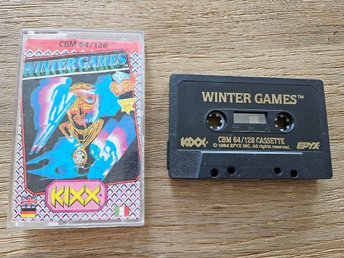 CBM 64/128
WINTER GAMES
KIXX
WINTER GAMES™
KIXX
CBM 64/128 CASSETTE
© 1984 EPYX INC. All rights reserved.
EPYX